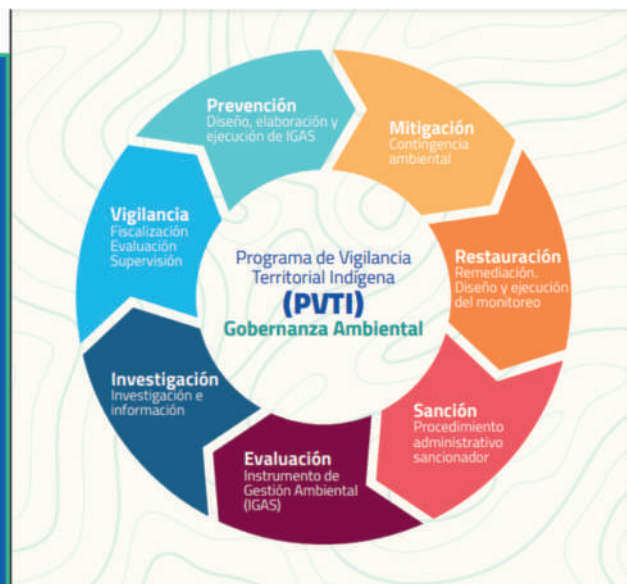 Prevención
Diseño, elaboración y
ejecución de IGAS
Mitigación
Contingencia
ambiental
Vigilancia
Fiscalización
Evaluación
Supervisión
Programa de Vigilancia
Territorial Indígena
(PVTI)
Gobernanza Ambiental
Restauración
Remediación.
Diseño y ejecución
del monitoreo
Investigación
Investigación e
información
Sanción
Procedimiento
administrativo
sancionador
Evaluación
Instrumento de
Gestión Ambiental
(IGAS)